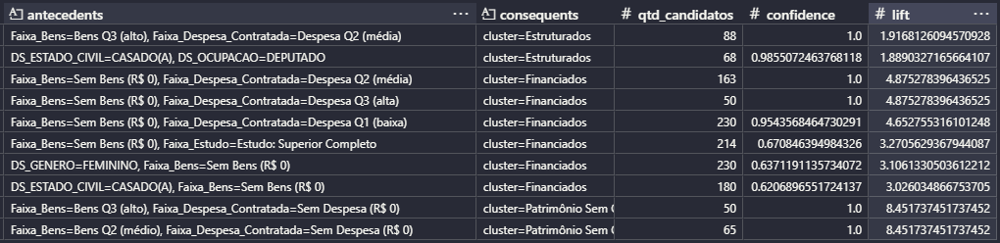 antecedents ... consequents # qtd_candidatos # confidence # lift ...
Faixa_Bens=Bens Q3 (alto), Faixa_Despesa_Contratada=Despesa Q2 (média) cluster=Estruturados 88 1.0 1.9168126094570928
DS_ESTADO_CIVIL=CASADO(A), DS_OCUPACAO=DEPUTADO cluster=Estruturados 68 0.9855072463768118 1.8890327165664107
Faixa_Bens=Sem Bens (R$ 0), Faixa_Despesa_Contratada=Despesa Q2 (média) cluster=Financiados 163 1.0 4.875278396436525
Faixa_Bens=Sem Bens (R$ 0), Faixa_Despesa_Contratada=Despesa Q3 (alta) cluster=Financiados 50 1.0 4.875278396436525
Faixa_Bens=Sem Bens (R$ 0), Faixa_Despesa_Contratada=Despesa Q1 (baixa) cluster=Financiados 230 0.9543568464730291 4.652755316101248
Faixa_Bens=Sem Bens (R$ 0), Faixa_Estudo=Estudo: Superior Completo cluster=Financiados 214 0.670846394984326 3.2705629367944087
DS_GENERO=FEMININO, Faixa_Bens=Sem Bens (R$ 0) cluster=Financiados 230 0.6371191135734072 3.1061330503612212
DS_ESTADO_CIVIL=CASADO(A), Faixa_Bens=Sem Bens (R$ 0) cluster=Financiados 180 0.6206896551724137 3.026034866753705
Faixa_Bens=Bens Q3 (alto), Faixa_Despesa_Contratada=Sem Despesa (R$ 0) cluster=Patrimônio Sem 50 1.0 8.451737451737452
Faixa_Bens=Bens Q2 (médio), Faixa_Despesa_Contratada=Sem Despesa (R$ 0) cluster=Patrimônio Sem 65 1.0 8.451737451737452